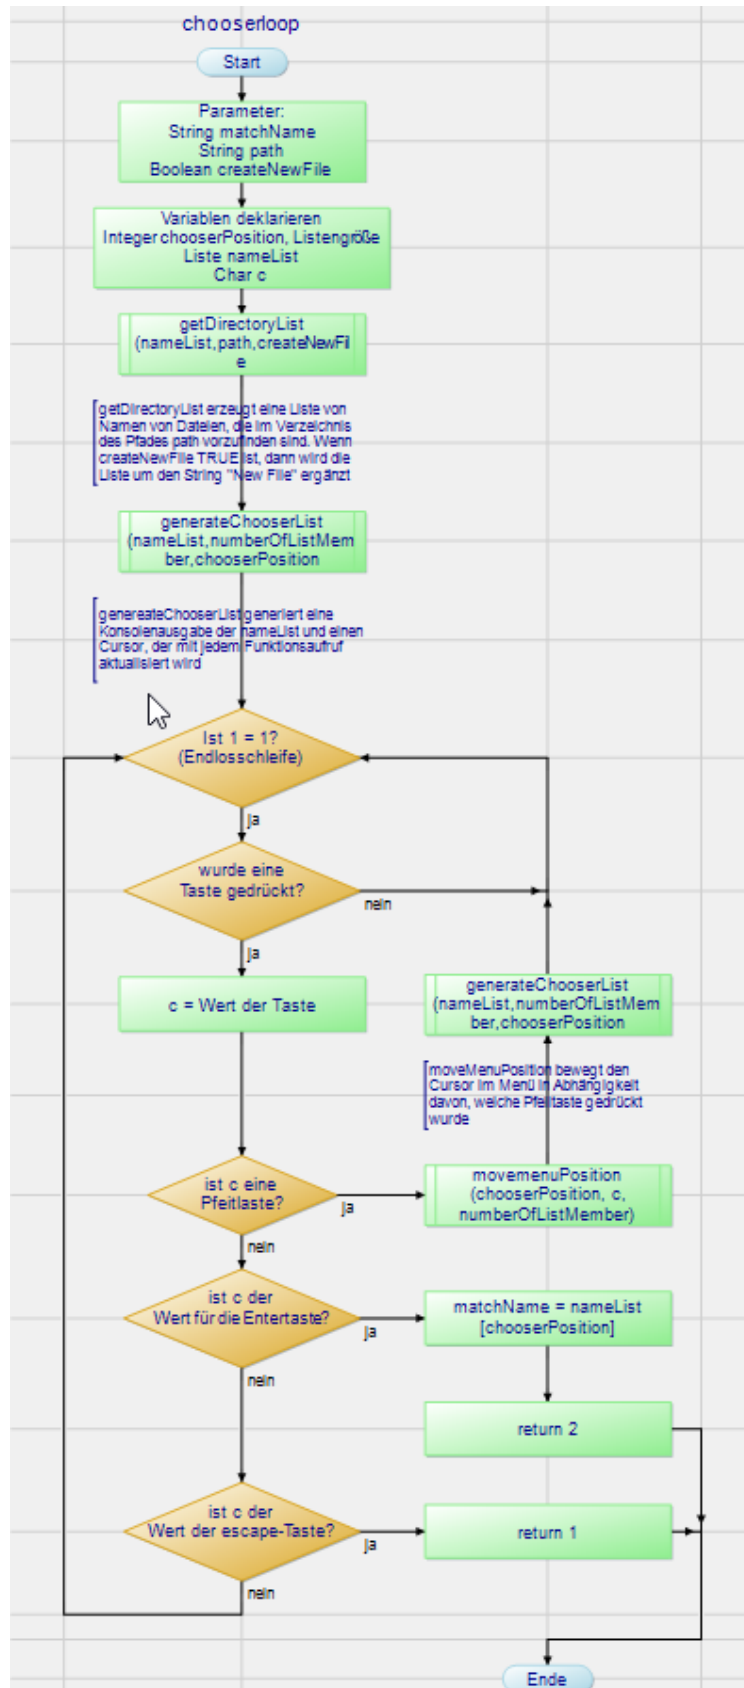 chooserloop
Start
Parameter:
String matchName
String path
Boolean createNewFile
Variablen deklarieren
Integer chooserPosition, Listengröße
Liste nameList
Char c
getDirectoryList
(nameList,path,createNewFil
e
getDirectoryList erzeugt eine Liste von
Namen von Dateien, die im Verzeichnis
des Pfades path vorzufinden sind. Wenn
createNewFile TRUE ist, dann wird die
Liste um den String "New File" ergänzt
generateChooserList
(nameList,numberOfListMem
ber,chooserPosition
genereateChooserList generiert eine
Konsolenausgabe der nameList und einen
Cursor, der mit jedem Funktionsaufruf
aktualisiert wird
Ist 1 = 1?
(Endlosschleife)
ja
wurde eine
Taste gedrückt?
nein
ja
c = Wert der Taste
generateChooserList
(nameList,numberOfListMem
ber,chooserPosition
moveMenuPosition bewegt den
Cursor im Menü in Abhängigkeit
davon, welche Pfeiltaste gedrückt
wurde
ist c eine
Pfeitlaste?
ja
movemenuPosition
(chooserPosition, c,
numberOfListMember)
nein
ist c der
Wert für die Entertaste?
ja
matchName = nameList
[chooserPosition]
nein
return 2
ist c der
Wert der escape-Taste?
ja
return 1
nein
Ende